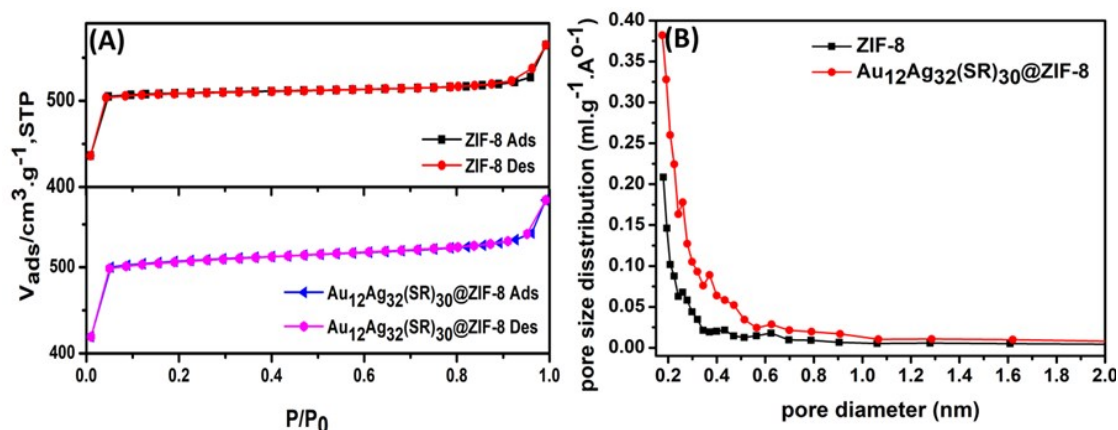 (A)
500
ZIF-8 Ads
ZIF-8 Des
400
500
Au12Ag32(SR)30@ZIF-8 Ads
Au12Ag32(SR)30@ZIF-8 Des
400
0.0 0.2 0.4 0.6 0.8 1.0
P/P0
Vads/cm³.g⁻¹,STP
(B)
ZIF-8
Au12Ag32(SR)30@ZIF-8
0.40
0.35
0.30
0.25
0.20
0.15
0.10
0.05
0.00
0.2 0.4 0.6 0.8 1.0 1.2 1.4 1.6 1.8 2.0
pore diameter (nm)
pore size disstribution (ml.g⁻¹.A°⁻¹)